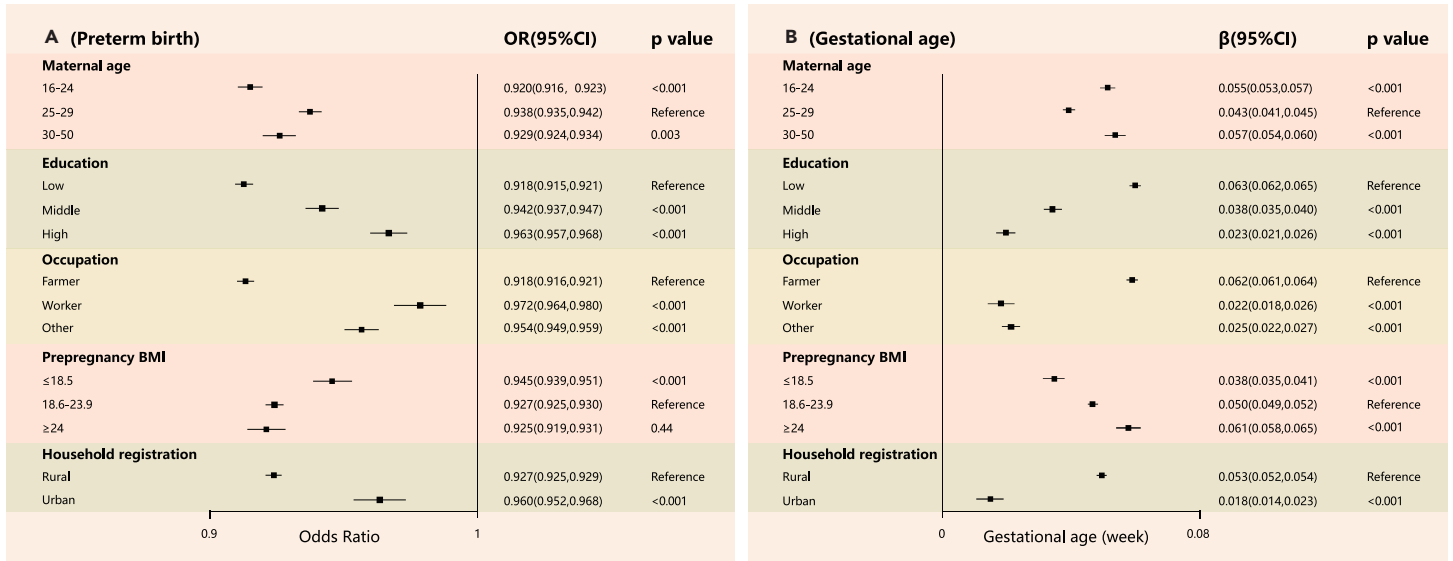 A (Preterm birth) OR(95%CI) p value
Maternal age
16-24 0.920(0.916, 0.923) <0.001
25-29 0.938(0.935,0.942) Reference
30-50 0.929(0.924,0.934) 0.003
Education
Low 0.918(0.915,0.921) Reference
Middle 0.942(0.937,0.947) <0.001
High 0.963(0.957,0.968) <0.001
Occupation
Farmer 0.918(0.916,0.921) Reference
Worker 0.972(0.964,0.980) <0.001
Other 0.954(0.949,0.959) <0.001
Prepregnancy BMI
≤18.5 0.945(0.939,0.951) <0.001
18.6-23.9 0.927(0.925,0.930) Reference
≥24 0.925(0.919,0.931) 0.44
Household registration
Rural 0.927(0.925,0.929) Reference
Urban 0.960(0.952,0.968) <0.001
0.9 Odds Ratio 1
B (Gestational age) β(95%CI) p value
Maternal age
16-24 0.055(0.053,0.057) <0.001
25-29 0.043(0.041,0.045) Reference
30-50 0.057(0.054,0.060) <0.001
Education
Low 0.063(0.062,0.065) Reference
Middle 0.038(0.035,0.040) <0.001
High 0.023(0.021,0.026) <0.001
Occupation
Farmer 0.062(0.061,0.064) Reference
Worker 0.022(0.018,0.026) <0.001
Other 0.025(0.022,0.027) <0.001
Prepregnancy BMI
≤18.5 0.038(0.035,0.041) <0.001
18.6-23.9 0.050(0.049,0.052) Reference
≥24 0.061(0.058,0.065) <0.001
Household registration
Rural 0.053(0.052,0.054) Reference
Urban 0.018(0.014,0.023) <0.001
0 Gestational age (week) 0.08